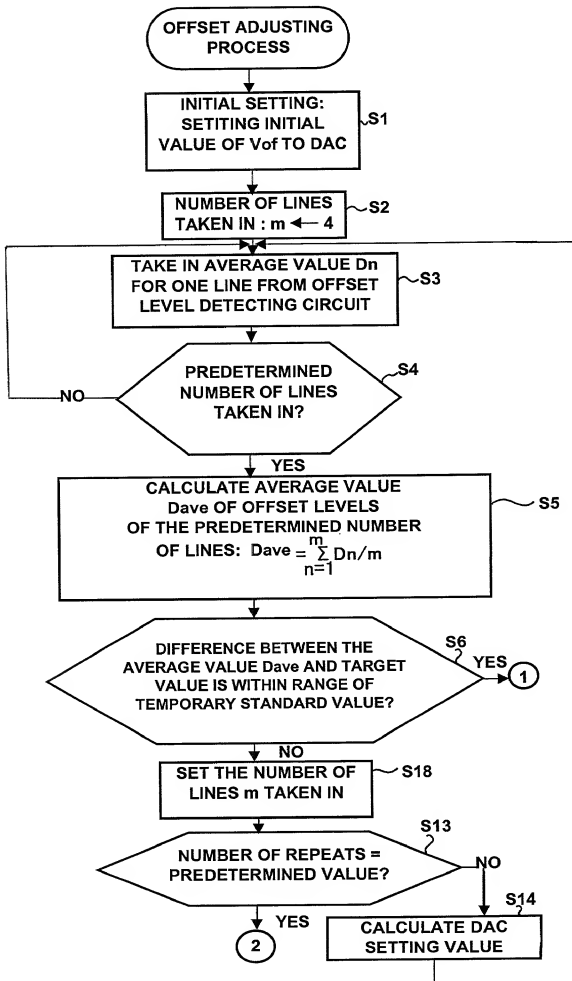 OFFSET ADJUSTING
PROCESS
INITIAL SETTING:
SETITING INITIAL
VALUE OF Vof TO DAC
S1
NUMBER OF LINES
TAKEN IN : m ← 4
S2
TAKE IN AVERAGE VALUE Dn
FOR ONE LINE FROM OFFSET
LEVEL DETECTING CIRCUIT
S3
PREDETERMINED
NUMBER OF LINES
TAKEN IN?
S4
NO
YES
CALCULATE AVERAGE VALUE
Dave OF OFFSET LEVELS
OF THE PREDETERMINED NUMBER
OF LINES: Dave = m Σ n=1 Dn/m
S5
DIFFERENCE BETWEEN THE
AVERAGE VALUE Dave AND TARGET
VALUE IS WITHIN RANGE OF
TEMPORARY STANDARD VALUE?
S6
YES
1
NO
SET THE NUMBER OF
LINES m TAKEN IN
S18
NUMBER OF REPEATS =
PREDETERMINED VALUE?
S13
NO
YES
2
S14
CALCULATE DAC
SETTING VALUE